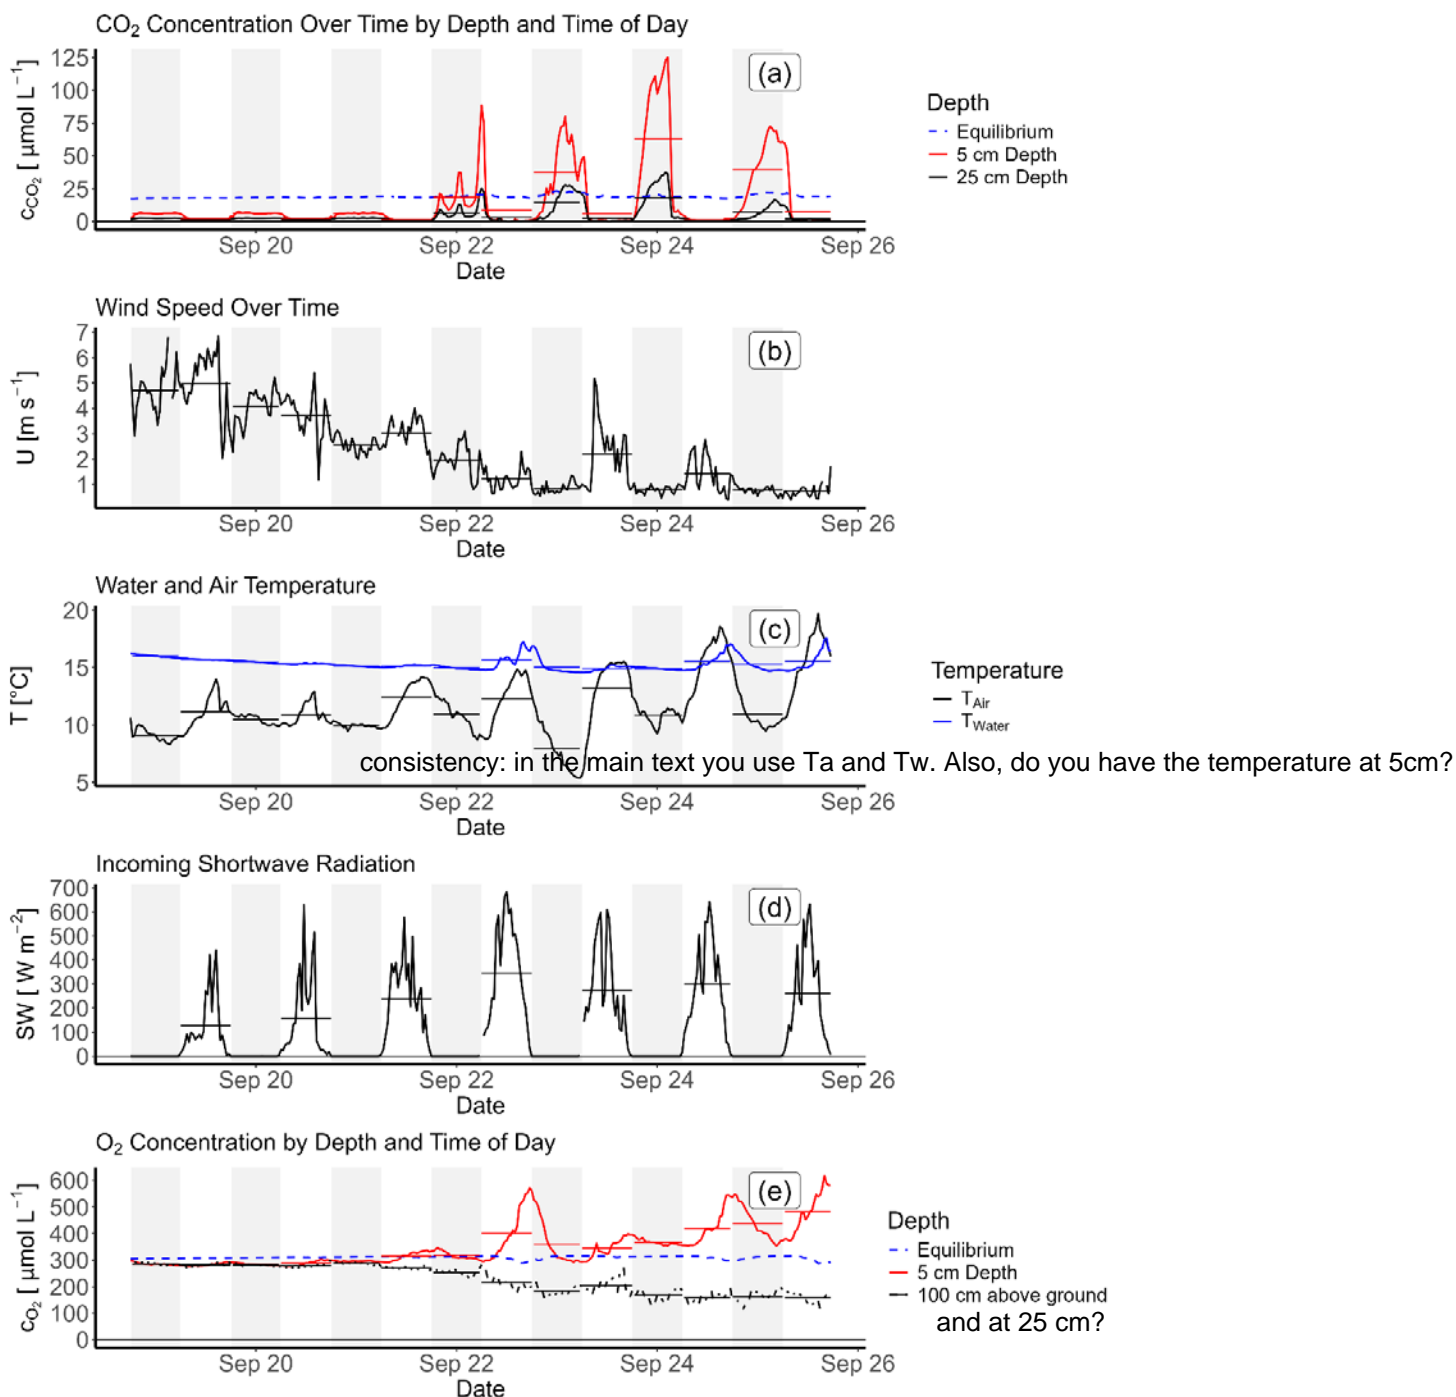 CO₂ Concentration Over Time by Depth and Time of Day
125
100
75
50
25
0
c_CO₂ [ µmol L⁻¹]
(a)
Depth
Equilibrium
5 cm Depth
25 cm Depth
Sep 20
Sep 22
Sep 24
Sep 26
Date
Wind Speed Over Time
7
6
5
4
3
2
1
U [m s⁻¹]
(b)
Sep 20
Sep 22
Sep 24
Sep 26
Date
Water and Air Temperature
20
15
10
5
T [°C]
(c)
Temperature
T_Air
T_Water
consistency: in the main text you use Ta and Tw. Also, do you have the temperature at 5cm?
Sep 20
Sep 22
Sep 24
Sep 26
Date
Incoming Shortwave Radiation
700
600
500
400
300
200
100
0
SW [ W m⁻²]
(d)
Sep 20
Sep 22
Sep 24
Sep 26
Date
O₂ Concentration by Depth and Time of Day
600
500
400
300
200
100
0
c_O₂ [ µmol L⁻¹]
(e)
Depth
Equilibrium
5 cm Depth
100 cm above ground
and at 25 cm?
Sep 20
Sep 22
Sep 24
Sep 26
Date